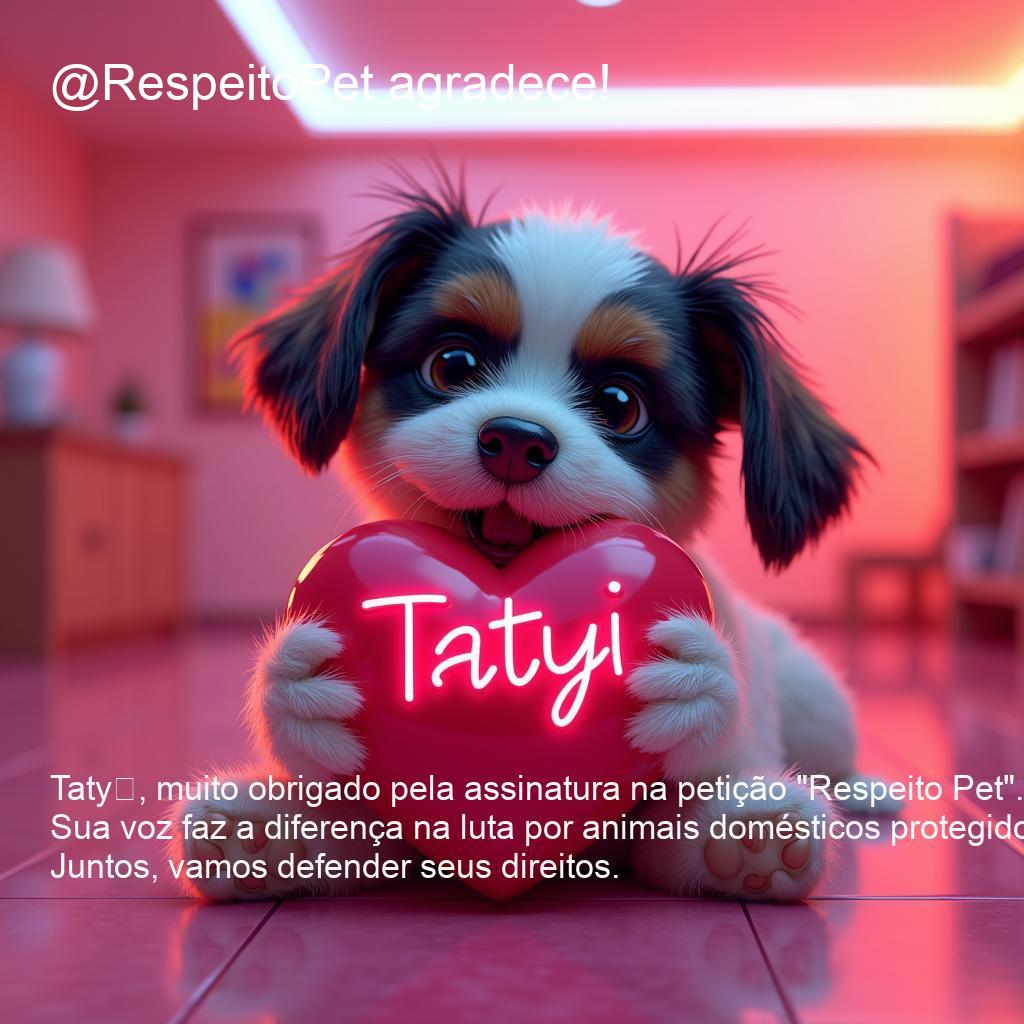 @RespeitoPet agradece!
Tatyi
Taty□, muito obrigado pela assinatura na petição "Respeito Pet".
Sua voz faz a diferença na luta por animais domésticos protegido
Juntos, vamos defender seus direitos.